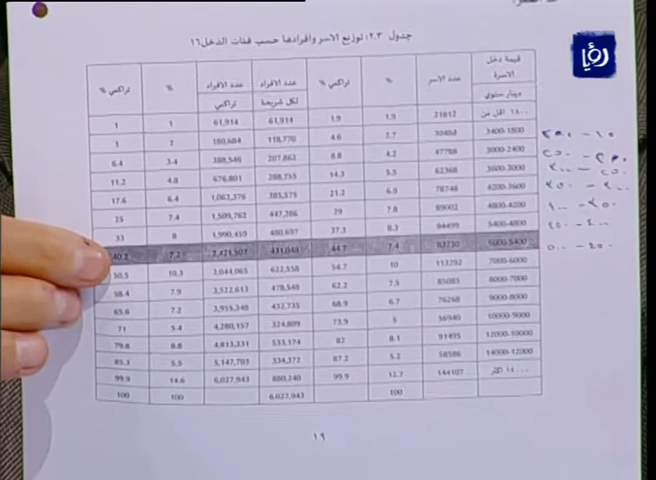 رؤيا
جدول ٢.٣: توزيع الاسر وافرادها حسب فئات الدخل١٦
قيمة دخل الاسرة دينار سنوي | عدد الاسر | % | تراكمي % | عدد الافراد لكل شريحة | عدد الافراد تراكمي | % | تراكمي %
١٨٠٠ اقل من | 21812 | 1.9 | 1.9 | 61,914 | 61,914 | 1 | 1
2400-1800 | 30484 | 2.7 | 4.6 | 118,770 | 180,684 | 2 | 3
3000-2400 | 47788 | 4.2 | 8.8 | 207,862 | 388,546 | 3.4 | 6.4
3600-3000 | 62368 | 5.5 | 14.3 | 288,755 | 676,801 | 4.8 | 11.2
4200-3600 | 78748 | 6.9 | 21.2 | 385,575 | 1,062,376 | 6.4 | 17.6
4800-4200 | 89002 | 7.8 | 29 | 447,386 | 1,509,762 | 7.4 | 25
5400-4800 | 94499 | 8.3 | 37.3 | 480,697 | 1,990,459 | 8 | 33
6000-5400 | 83730 | 7.4 | 44.7 | 431,048 | 2,421,507 | 7.2 | 40.2
7000-6000 | 113292 | 10 | 54.7 | 622,558 | 3,044,065 | 10.3 | 50.5
8000-7000 | 85085 | 7.5 | 62.2 | 478,548 | 3,522,613 | 7.9 | 58.4
9000-8000 | 76268 | 6.7 | 68.9 | 432,735 | 3,955,348 | 7.2 | 65.6
10000-9000 | 56940 | 5 | 73.9 | 324,809 | 4,280,157 | 5.4 | 71
12000-10000 | 91495 | 8.1 | 82 | 533,174 | 4,813,331 | 8.8 | 79.8
14000-12000 | 58586 | 5.2 | 87.2 | 334,372 | 5,147,703 | 5.5 | 85.3
١٤٠٠٠ اكثر | 144107 | 12.7 | 99.9 | 880,240 | 6,027,943 | 14.6 | 99.9
100 | 6,027,943 | 100 | 100
١٩